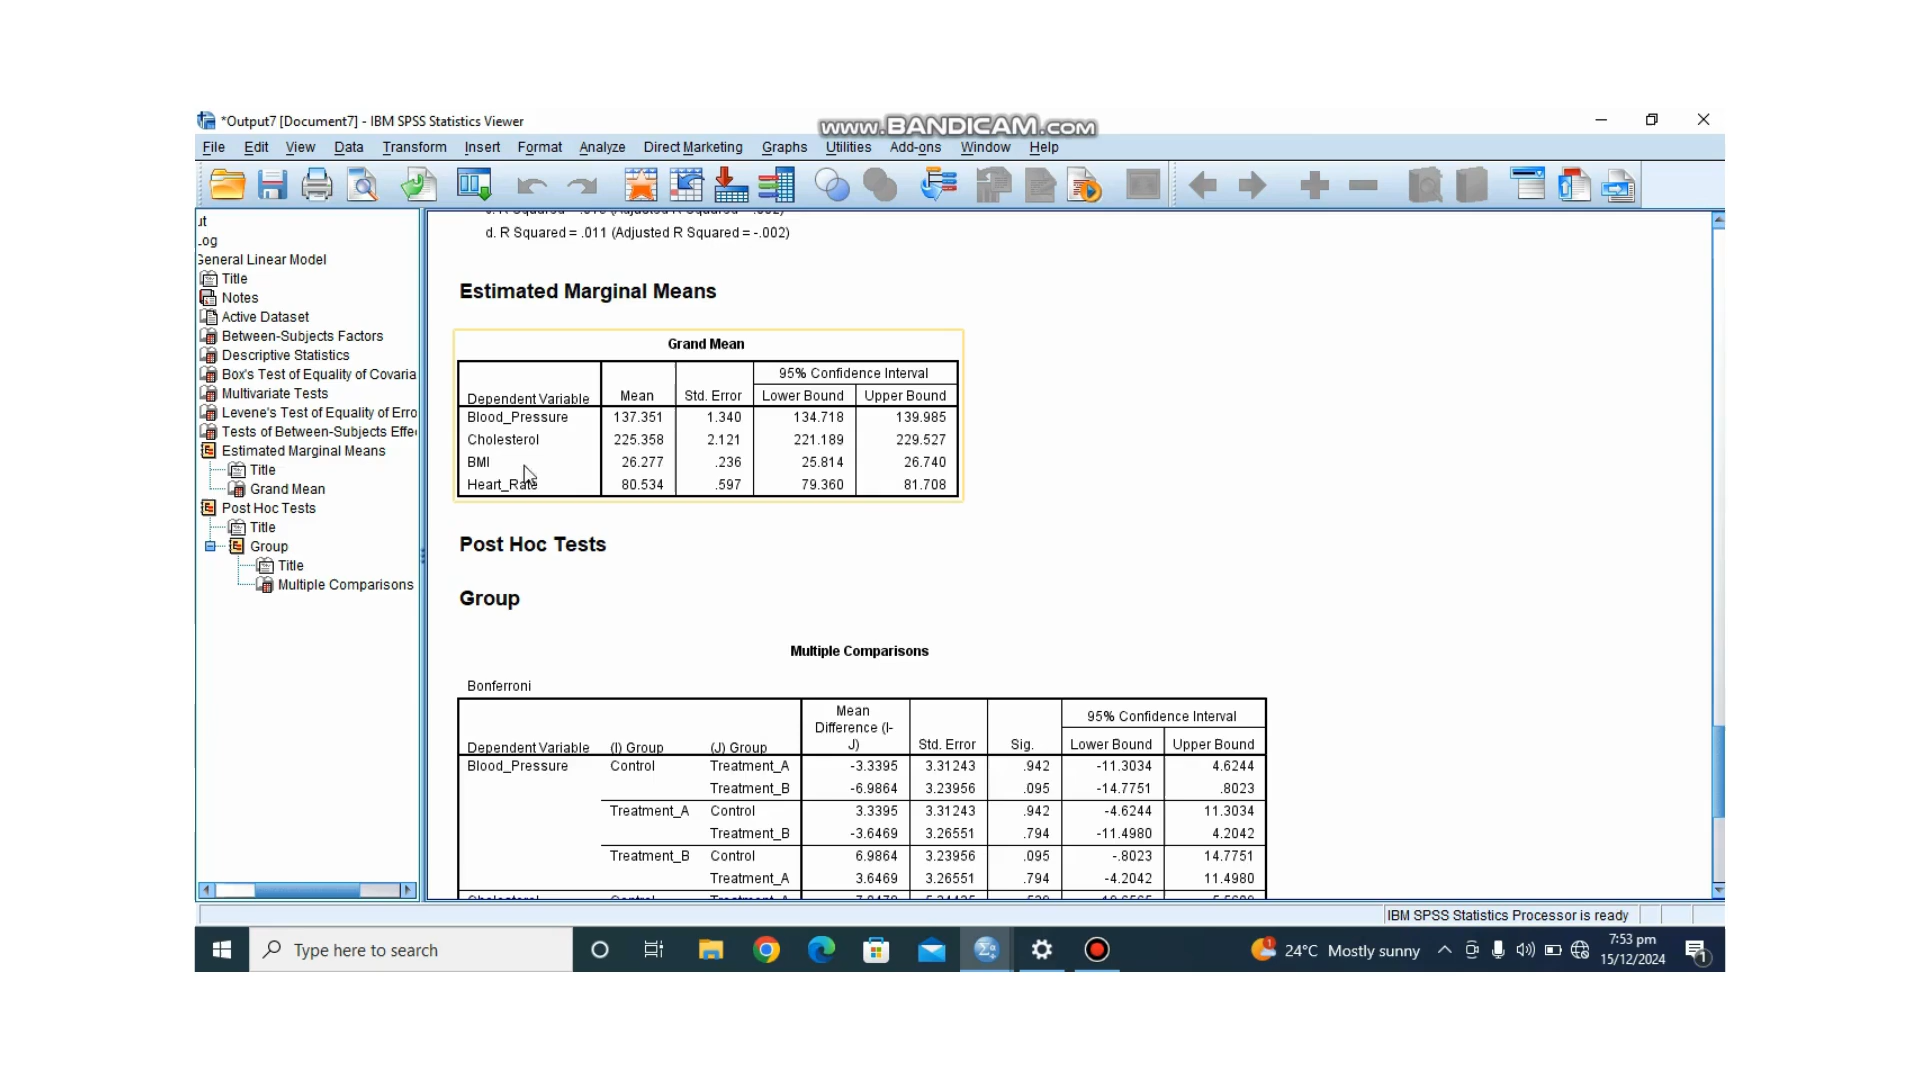 *Output7 [Document7] - IBM SPSS Statistics Viewer
www.BANDICAM.com
File Edit View Data Transform Insert Format Analyze Direct Marketing Graphs Utilities Add-ons Window Help
ut
Log
General Linear Model
Title
Notes
Active Dataset
Between-Subjects Factors
Descriptive Statistics
Box's Test of Equality of Covaria
Multivariate Tests
Levene's Test of Equality of Erro
Tests of Between-Subjects Effe
Estimated Marginal Means
Title
Grand Mean
Post Hoc Tests
Title
Group
Title
Multiple Comparisons
d. R Squared = .011 (Adjusted R Squared = -.002)
Estimated Marginal Means
Grand Mean
95% Confidence Interval
Dependent Variable Mean Std. Error Lower Bound Upper Bound
Blood_Pressure 137.351 1.340 134.718 139.985
Cholesterol 225.358 2.121 221.189 229.527
BMI 26.277 .236 25.814 26.740
Heart_Rate 80.534 .597 79.360 81.708
Post Hoc Tests
Group
Multiple Comparisons
Bonferroni
Mean
Difference (I-
95% Confidence Interval
Dependent Variable (I) Group (J) Group J) Std. Error Sig. Lower Bound Upper Bound
Blood_Pressure Control Treatment_A -3.3395 3.31243 .942 -11.3034 4.6244
Treatment_B -6.9864 3.23956 .095 -14.7751 .8023
Treatment_A Control 3.3395 3.31243 .942 -4.6244 11.3034
Treatment_B -3.6469 3.26551 .794 -11.4980 4.2042
Treatment_B Control 6.9864 3.23956 .095 -.8023 14.7751
Treatment_A 3.6469 3.26551 .794 -4.2042 11.4980
IBM SPSS Statistics Processor is ready
Type here to search
24°C Mostly sunny
7:53 pm
15/12/2024
1
1